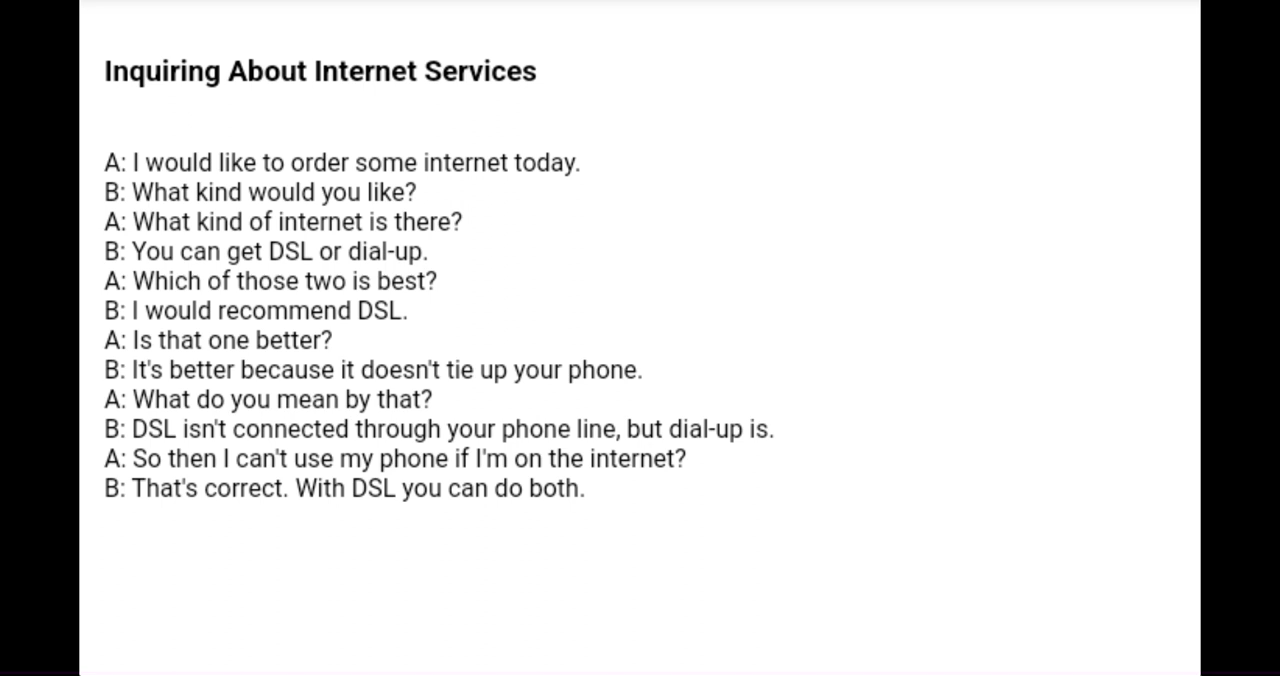 Inquiring About Internet Services
A: I would like to order some internet today.
B: What kind would you like?
A: What kind of internet is there?
B: You can get DSL or dial-up.
A: Which of those two is best?
B: I would recommend DSL.
A: Is that one better?
B: It's better because it doesn't tie up your phone.
A: What do you mean by that?
B: DSL isn't connected through your phone line, but dial-up is.
A: So then I can't use my phone if I'm on the internet?
B: That's correct. With DSL you can do both.